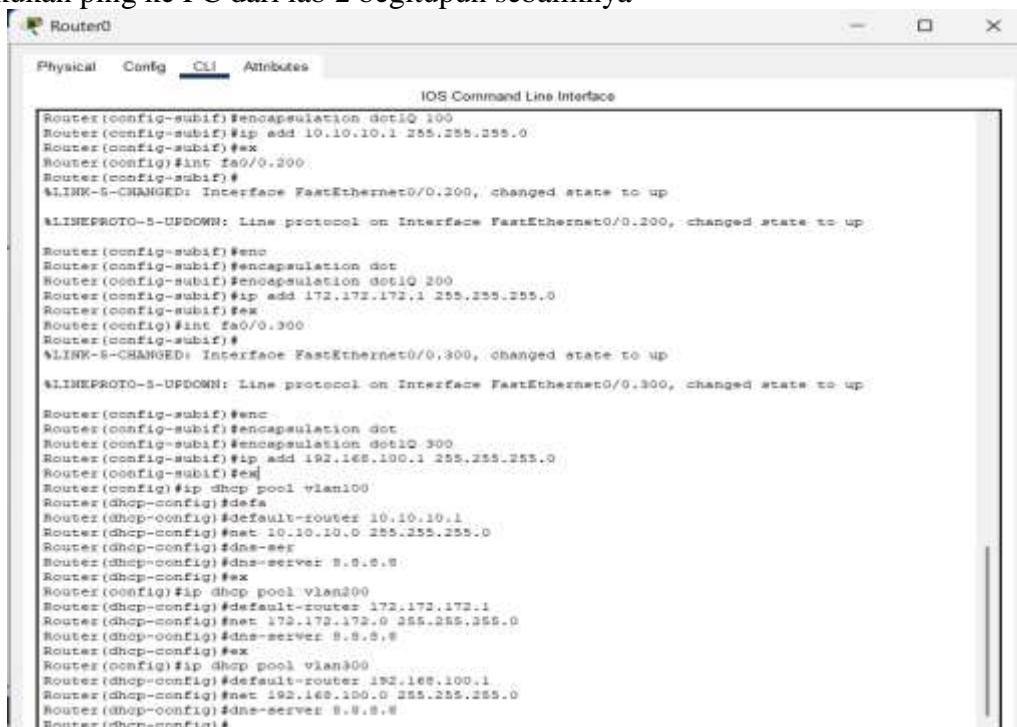 ping ke PC dari lab 2 begitupun sebaliknya
Router0
Physical Config CLI Attributes
IOS Command Line Interface
Router(config-subif)#encapsulation dot1Q 100
Router(config-subif)#ip add 10.10.10.1 255.255.255.0
Router(config-subif)#ex
Router(config)#int fa0/0.200
Router(config-subif)#
%LINK-5-CHANGED: Interface FastEthernet0/0.200, changed state to up
%LINEPROTO-5-UPDOWN: Line protocol on Interface FastEthernet0/0.200, changed state to up
Router(config-subif)#enc
Router(config-subif)#encapsulation dot
Router(config-subif)#encapsulation dot1Q 200
Router(config-subif)#ip add 172.172.172.1 255.255.255.0
Router(config-subif)#ex
Router(config)#int fa0/0.300
Router(config-subif)#
%LINK-5-CHANGED: Interface FastEthernet0/0.300, changed state to up
%LINEPROTO-5-UPDOWN: Line protocol on Interface FastEthernet0/0.300, changed state to up
Router(config-subif)#enc
Router(config-subif)#encapsulation dot
Router(config-subif)#encapsulation dot1Q 300
Router(config-subif)#ip add 192.168.100.1 255.255.255.0
Router(config-subif)#ex
Router(config)#ip dhcp pool vlan100
Router(dhcp-config)#defa
Router(dhcp-config)#default-router 10.10.10.1
Router(dhcp-config)#net 10.10.10.0 255.255.255.0
Router(dhcp-config)#dns-ser
Router(dhcp-config)#dns-server 8.8.8.8
Router(dhcp-config)#ex
Router(config)#ip dhcp pool vlan200
Router(dhcp-config)#default-router 172.172.172.1
Router(dhcp-config)#net 172.172.172.0 255.255.255.0
Router(dhcp-config)#dns-server 8.8.8.8
Router(dhcp-config)#ex
Router(config)#ip dhcp pool vlan300
Router(dhcp-config)#default-router 192.168.100.1
Router(dhcp-config)#net 192.168.100.0 255.255.255.0
Router(dhcp-config)#dns-server 8.8.8.8
Router(dhcp-config)#